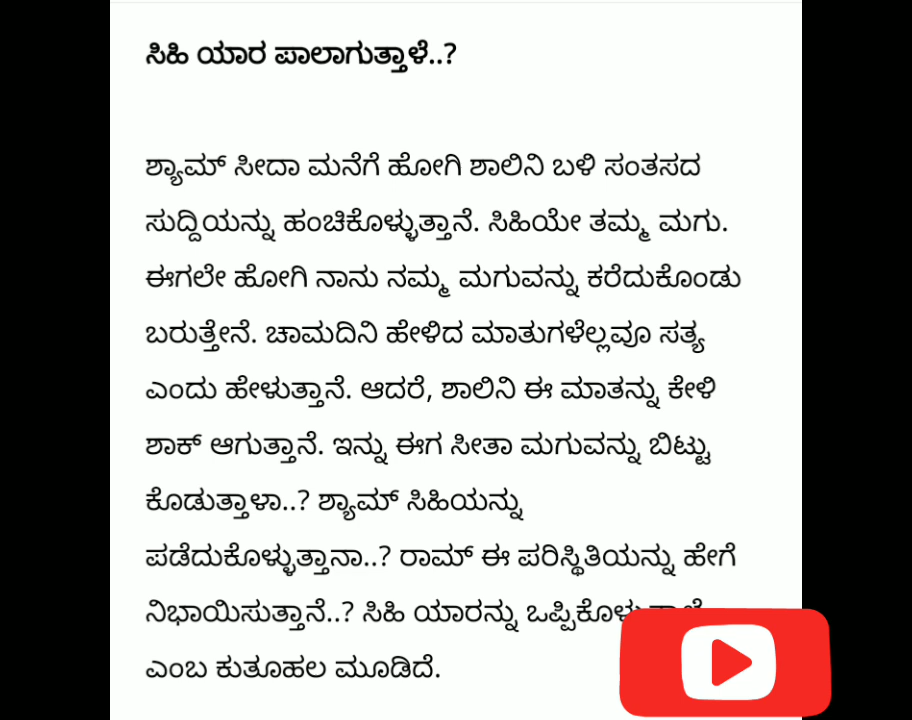 ಸಿಹಿ ಯಾರ ಪಾಲಾಗುತ್ತಾಳೆ..?
ಶ್ಯಾಮ್ ಸೀದಾ ಮನೆಗೆ ಹೋಗಿ ಶಾಲಿನಿ ಬಳಿ ಸಂತಸದ
ಸುದ್ದಿಯನ್ನು ಹಂಚಿಕೊಳ್ಳುತ್ತಾನೆ. ಸಿಹಿಯೇ ತಮ್ಮ ಮಗು.
ಈಗಲೇ ಹೋಗಿ ನಾನು ನಮ್ಮ ಮಗುವನ್ನು ಕರೆದುಕೊಂಡು
ಬರುತ್ತೇನೆ. ಚಾಮದಿನಿ ಹೇಳಿದ ಮಾತುಗಳೆಲ್ಲವೂ ಸತ್ಯ
ಎಂದು ಹೇಳುತ್ತಾನೆ. ಆದರೆ, ಶಾಲಿನಿ ಈ ಮಾತನ್ನು ಕೇಳಿ
ಶಾಕ್ ಆಗುತ್ತಾನೆ. ಇನ್ನು ಈಗ ಸೀತಾ ಮಗುವನ್ನು ಬಿಟ್ಟು
ಕೊಡುತ್ತಾಳಾ..? ಶ್ಯಾಮ್ ಸಿಹಿಯನ್ನು
ಪಡೆದುಕೊಳ್ಳುತ್ತಾನಾ..? ರಾಮ್ ಈ ಪರಿಸ್ಥಿತಿಯನ್ನು ಹೇಗೆ
ನಿಭಾಯಿಸುತ್ತಾನೆ..? ಸಿಹಿ ಯಾರನ್ನು
ಎಂಬ ಕುತೂಹಲ ಮೂಡಿದೆ.